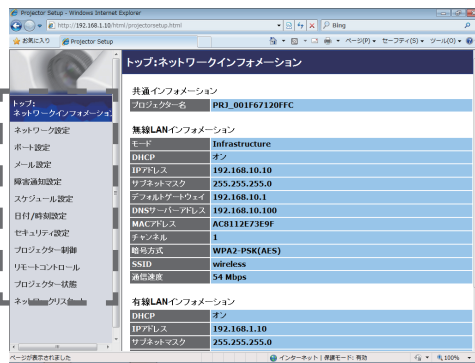 Projector Setup - Windows Internet Explorer
http://192.168.1.10/html/projectorsetup.html
Bing
お気に入り
Projector Setup
ページ(P)
セーフティ(S)
ツール(O)
トップ:
ネットワークインフォメーション
ネットワーク設定
ポート設定
メール設定
障害通知設定
スケジュール設定
日付/時刻設定
セキュリティ設定
プロジェクター制御
リモートコントロール
プロジェクター状態
ネットワークリスタート
トップ:ネットワークインフォメーション
共通インフォメーション
プロジェクター名 PRJ_001F67120FFC
無線LANインフォメーション
モード Infrastructure
DHCP オン
IPアドレス 192.168.10.10
サブネットマスク 255.255.255.0
デフォルトゲートウェイ 192.168.10.1
DNSサーバーアドレス 192.168.10.100
MACアドレス AC8112E73E9F
チャンネル 1
暗号方式 WPA2-PSK(AES)
SSID wireless
通信速度 54 Mbps
有線LANインフォメーション
DHCP オン
IPアドレス 192.168.1.10
サブネットマスク 255.255.255.0
ページが表示されました
インターネット | 保護モード: 有効
100%